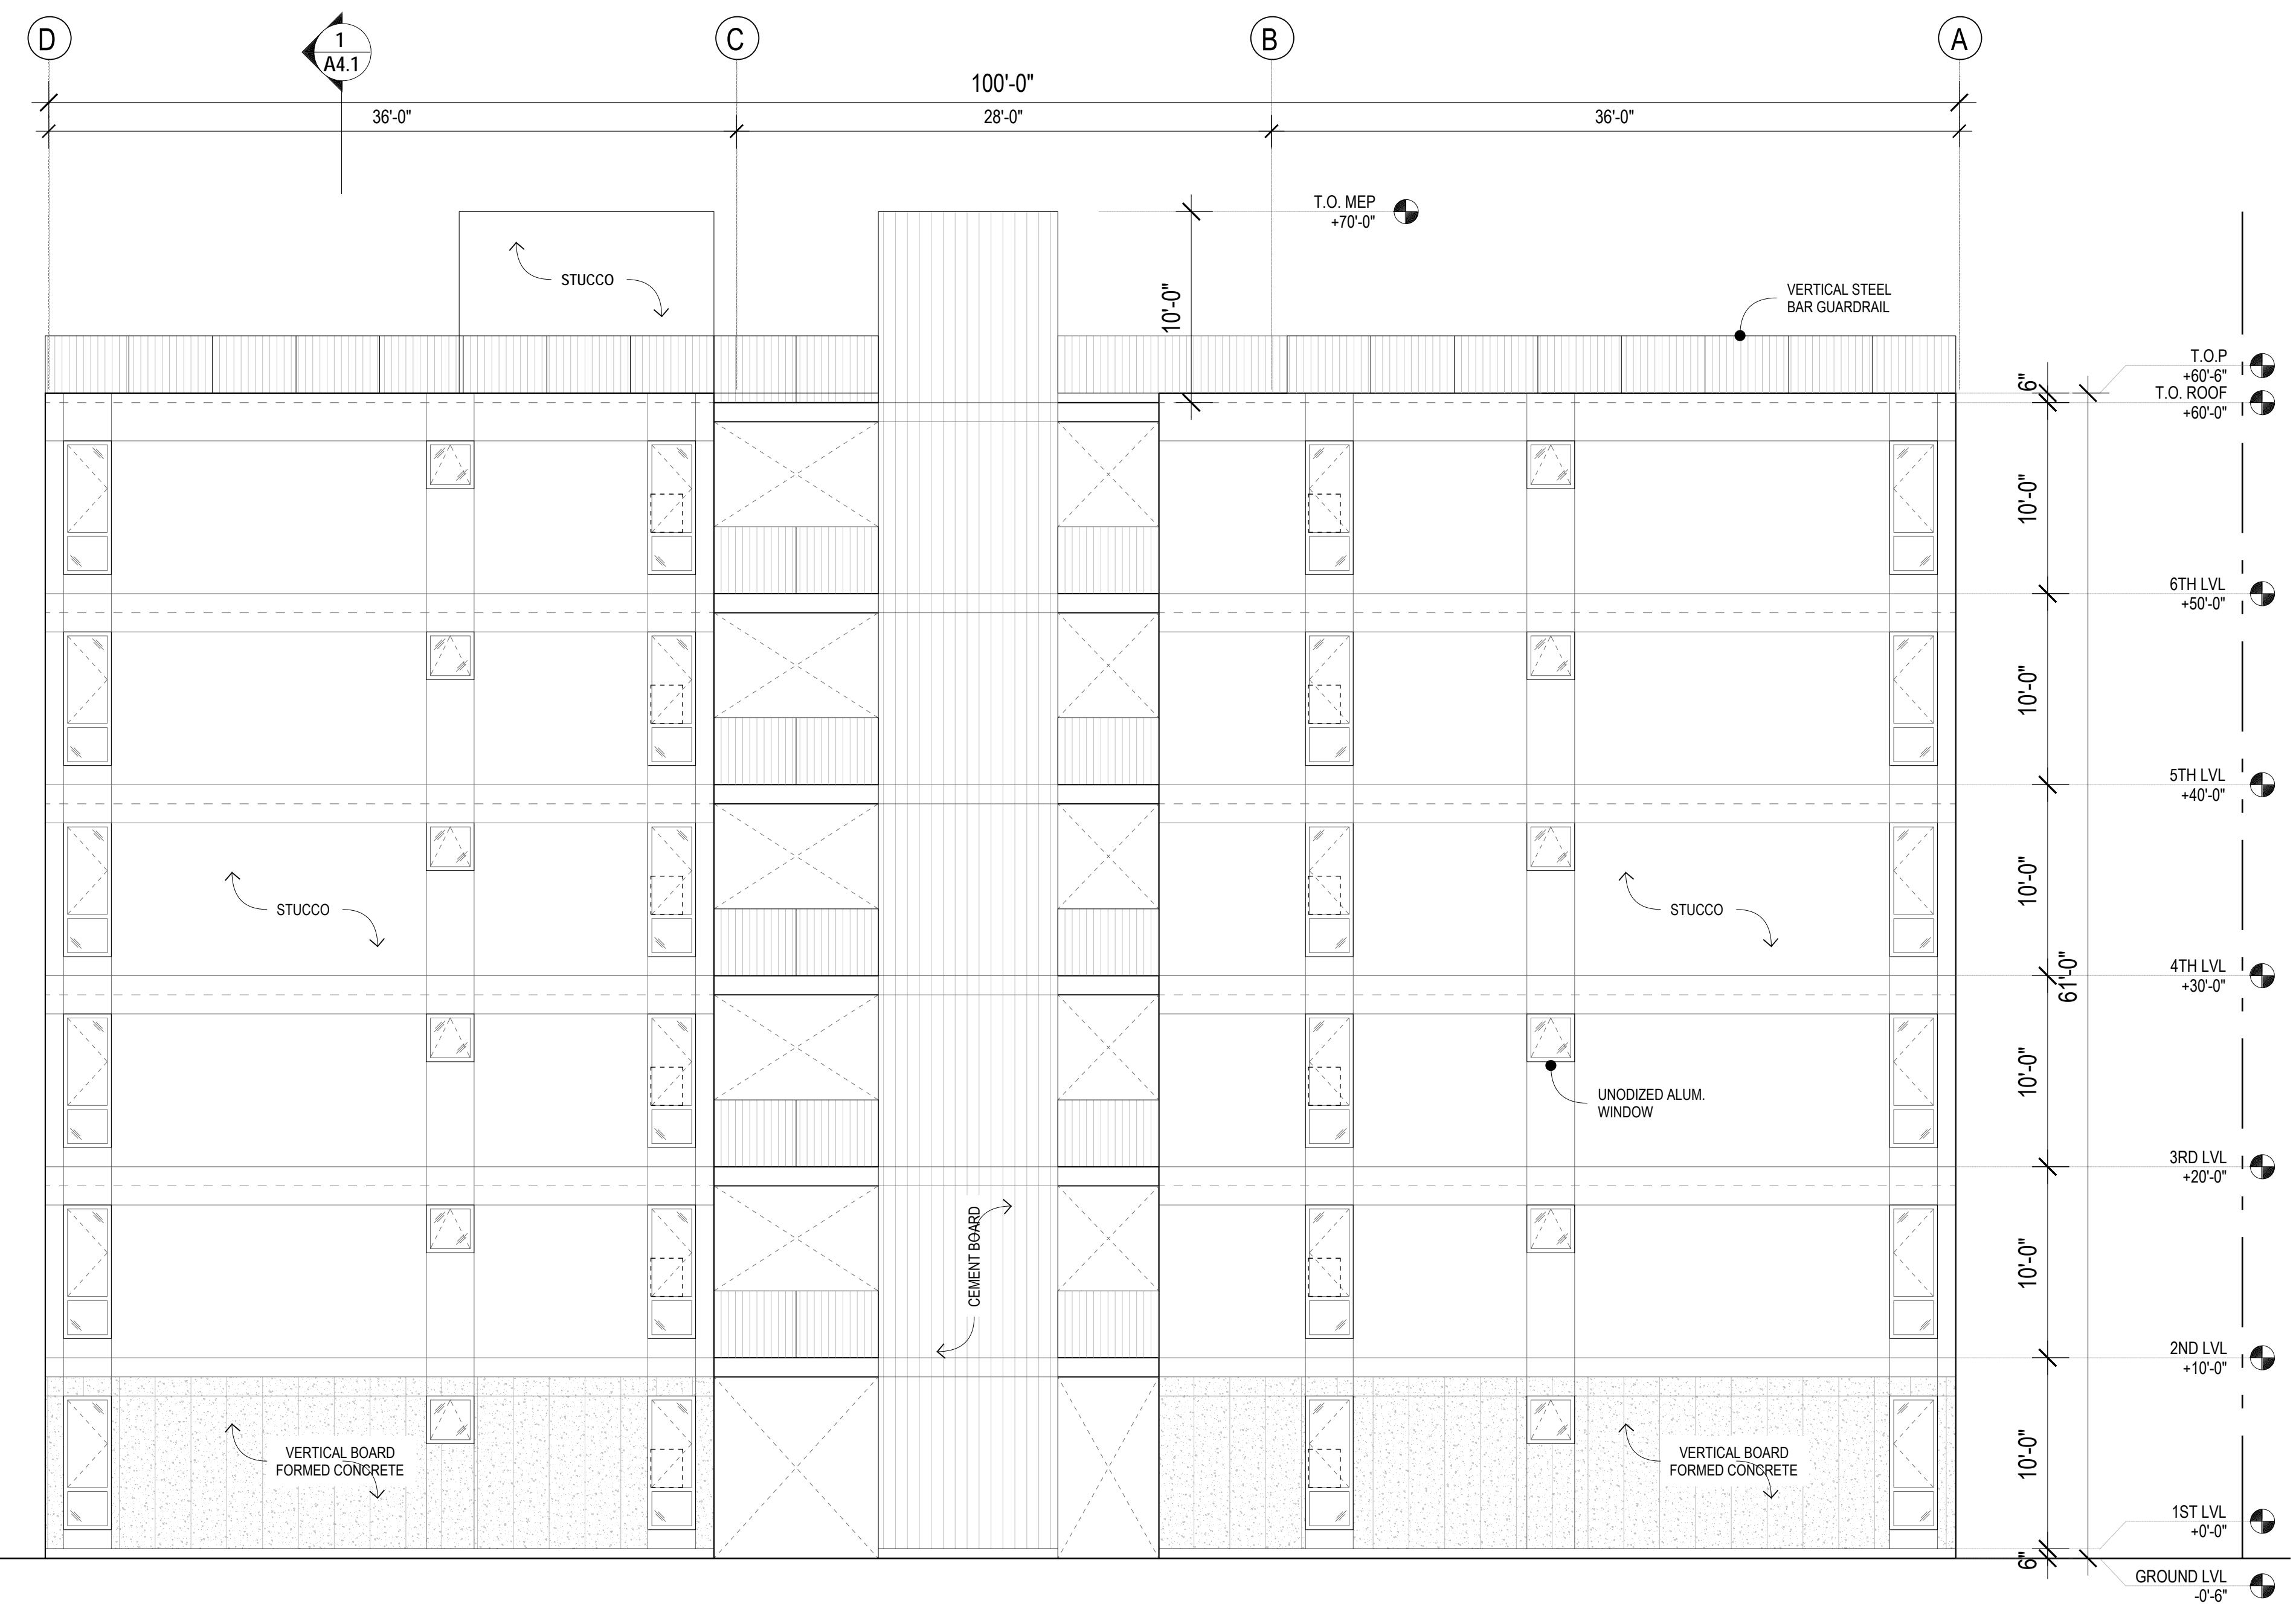 D
1
A4.1
C
B
A
100'-0"
36'-0"
28'-0"
36'-0"
T.O. MEP
+70'-0"
STUCCO
10'-0"
VERTICAL STEEL
BAR GUARDRAIL
T.O.P
+60'-6"
6"
T.O. ROOF
+60'-0"
10'-0"
6TH LVL
+50'-0"
10'-0"
5TH LVL
+40'-0"
10'-0"
STUCCO
STUCCO
4TH LVL
+30'-0"
61'-0"
10'-0"
UNODIZED ALUM.
WINDOW
3RD LVL
+20'-0"
CEMENT BOARD
10'-0"
2ND LVL
+10'-0"
VERTICAL BOARD
FORMED CONCRETE
VERTICAL BOARD
FORMED CONCRETE
10'-0"
1ST LVL
+0'-0"
6"
GROUND LVL
-0'-6"